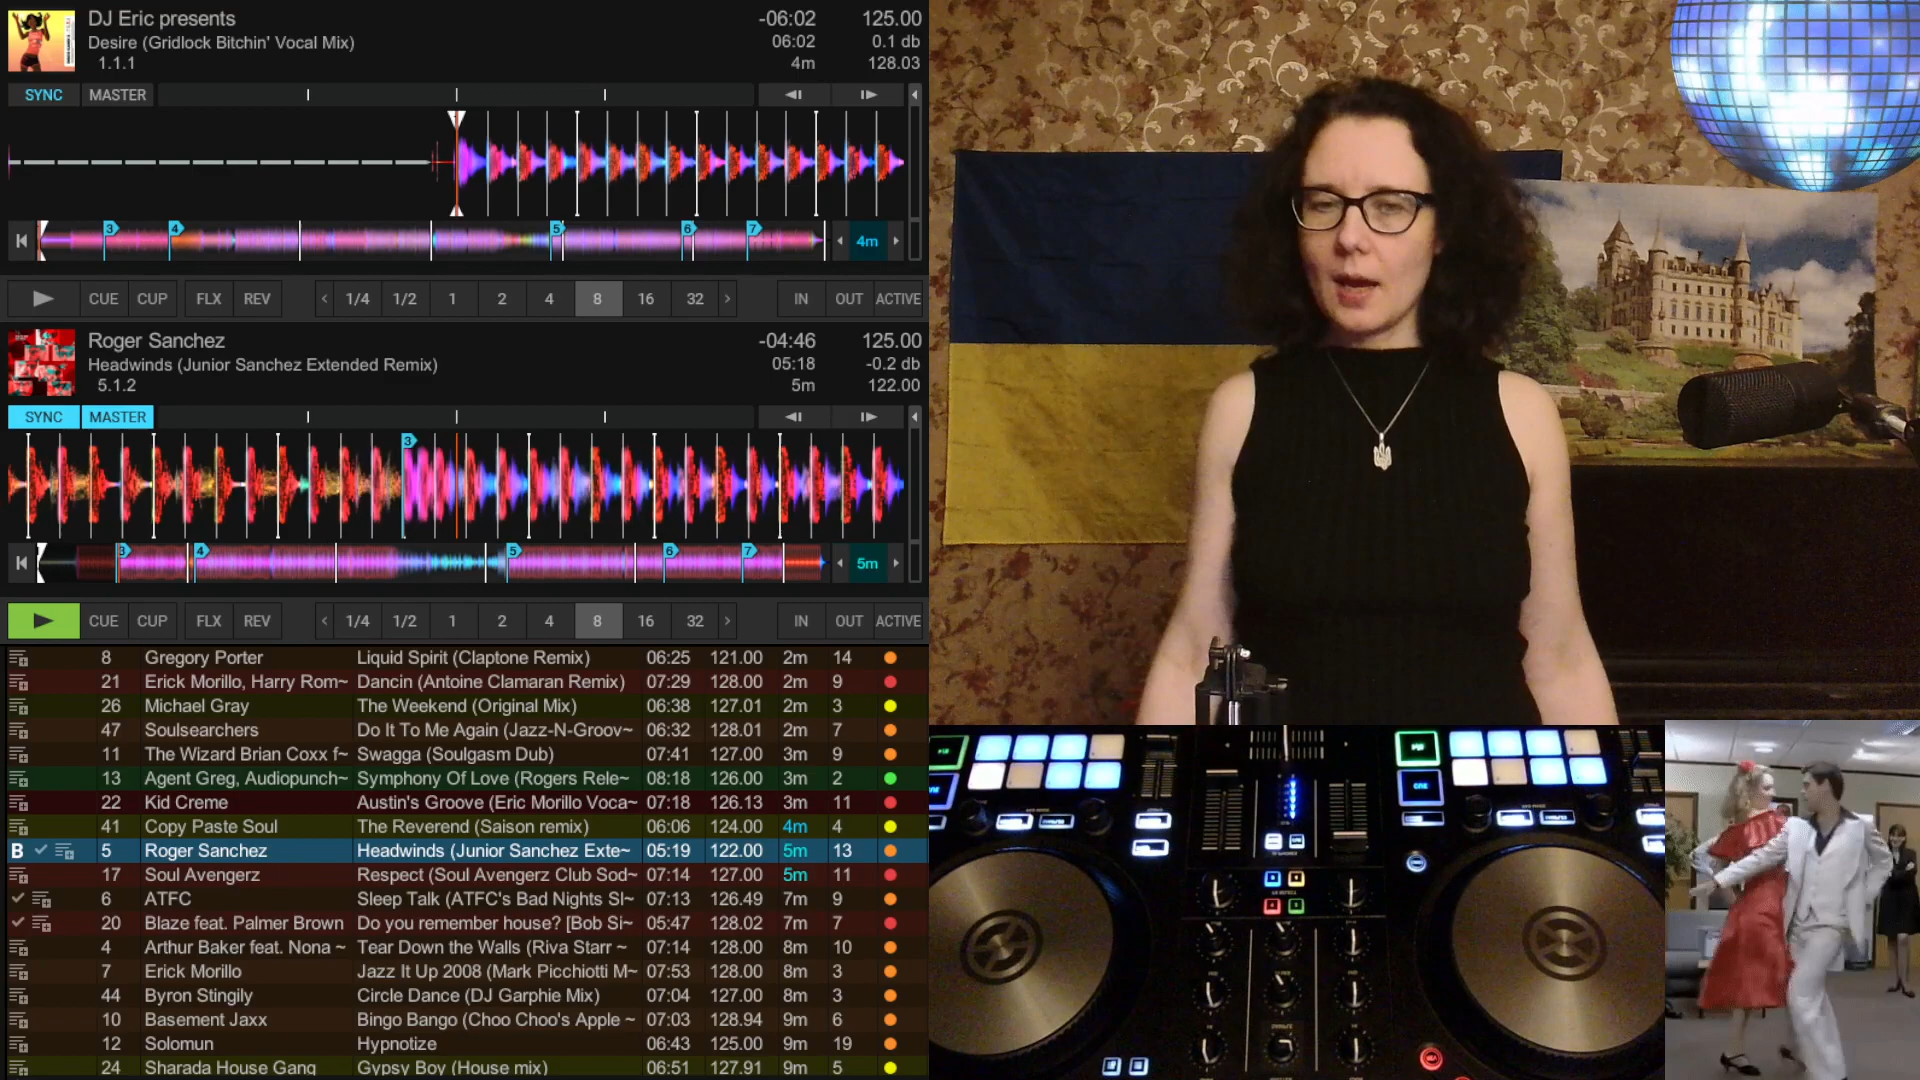 DJ Eric presents -06:02 125.00
Desire (Gridlock Bitchin' Vocal Mix) 06:02 0.1 db
1.1.1 4m 128.03
SYNC MASTER
3 4 5 6 7 4m
CUE CUP FLX REV 1/4 1/2 1 2 4 8 16 32 IN OUT ACTIVE
Roger Sanchez -04:46 125.00
Headwinds (Junior Sanchez Extended Remix) 05:18 -0.2 db
5.1.2 5m 122.00
SYNC MASTER
3
3 4 5 6 7 5m
CUE CUP FLX REV 1/4 1/2 1 2 4 8 16 32 IN OUT ACTIVE
8 Gregory Porter Liquid Spirit (Claptone Remix) 06:25 121.00 2m 14
21 Erick Morillo, Harry Rom~ Dancin (Antoine Clamaran Remix) 07:29 128.00 2m 9
26 Michael Gray The Weekend (Original Mix) 06:38 127.01 2m 3
47 Soulsearchers Do It To Me Again (Jazz-N-Groov~ 06:32 128.01 2m 7
11 The Wizard Brian Coxx f~ Swagga (Soulgasm Dub) 07:41 127.00 3m 9
13 Agent Greg, Audiopunch~ Symphony Of Love (Rogers Rele~ 08:18 126.00 3m 2
22 Kid Creme Austin's Groove (Eric Morillo Voca~ 07:18 126.13 3m 11
41 Copy Paste Soul The Reverend (Saison remix) 06:06 124.00 4m 4
B 5 Roger Sanchez Headwinds (Junior Sanchez Exte~ 05:19 122.00 5m 13
17 Soul Avengerz Respect (Soul Avengerz Club Sod~ 07:14 127.00 5m 11
6 ATFC Sleep Talk (ATFC's Bad Nights Sl~ 07:13 126.49 7m 9
20 Blaze feat. Palmer Brown Do you remember house? [Bob Si~ 05:47 128.02 7m 7
4 Arthur Baker feat. Nona ~ Tear Down the Walls (Riva Starr ~ 07:14 128.00 8m 10
7 Erick Morillo Jazz It Up 2008 (Mark Picchiotti M~ 07:53 128.00 8m 3
44 Byron Stingily Circle Dance (DJ Garphie Mix) 07:04 127.00 8m 3
10 Basement Jaxx Bingo Bango (Choo Choo's Apple ~ 07:03 128.94 9m 6
12 Solomun Hypnotize 06:43 125.00 9m 19
24 Sharada House Gang Gypsy Boy (House mix) 06:51 127.91 9m 5